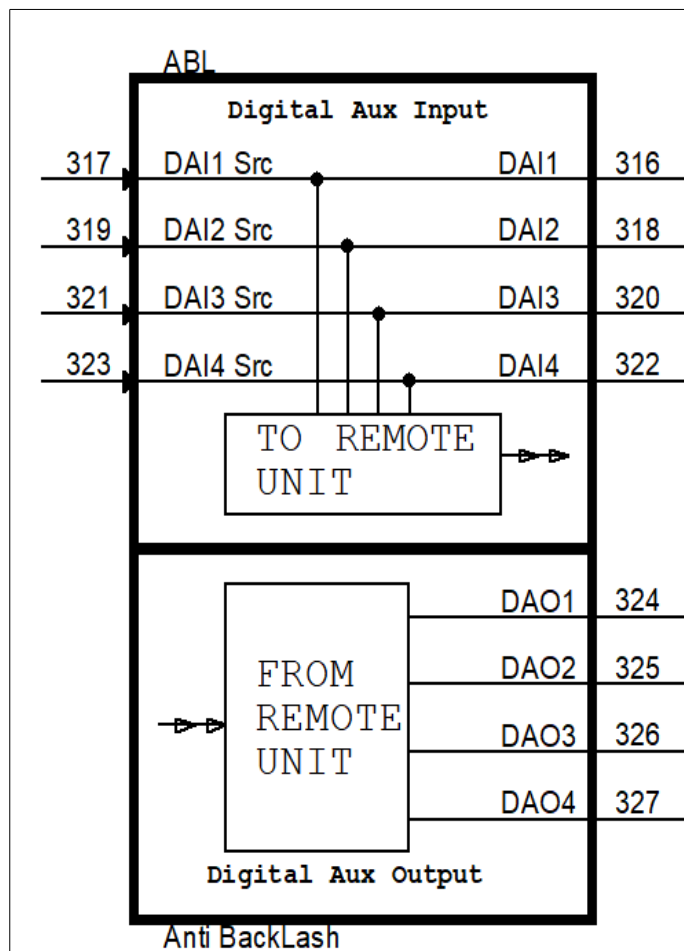 ABL
Digital Aux Input
317 DAI1 Src DAI1 316
319 DAI2 Src DAI2 318
321 DAI3 Src DAI3 320
323 DAI4 Src DAI4 322
TO REMOTE
UNIT
DAO1 324
DAO2 325
DAO3 326
DAO4 327
FROM
REMOTE
UNIT
Digital Aux Output
Anti BackLash